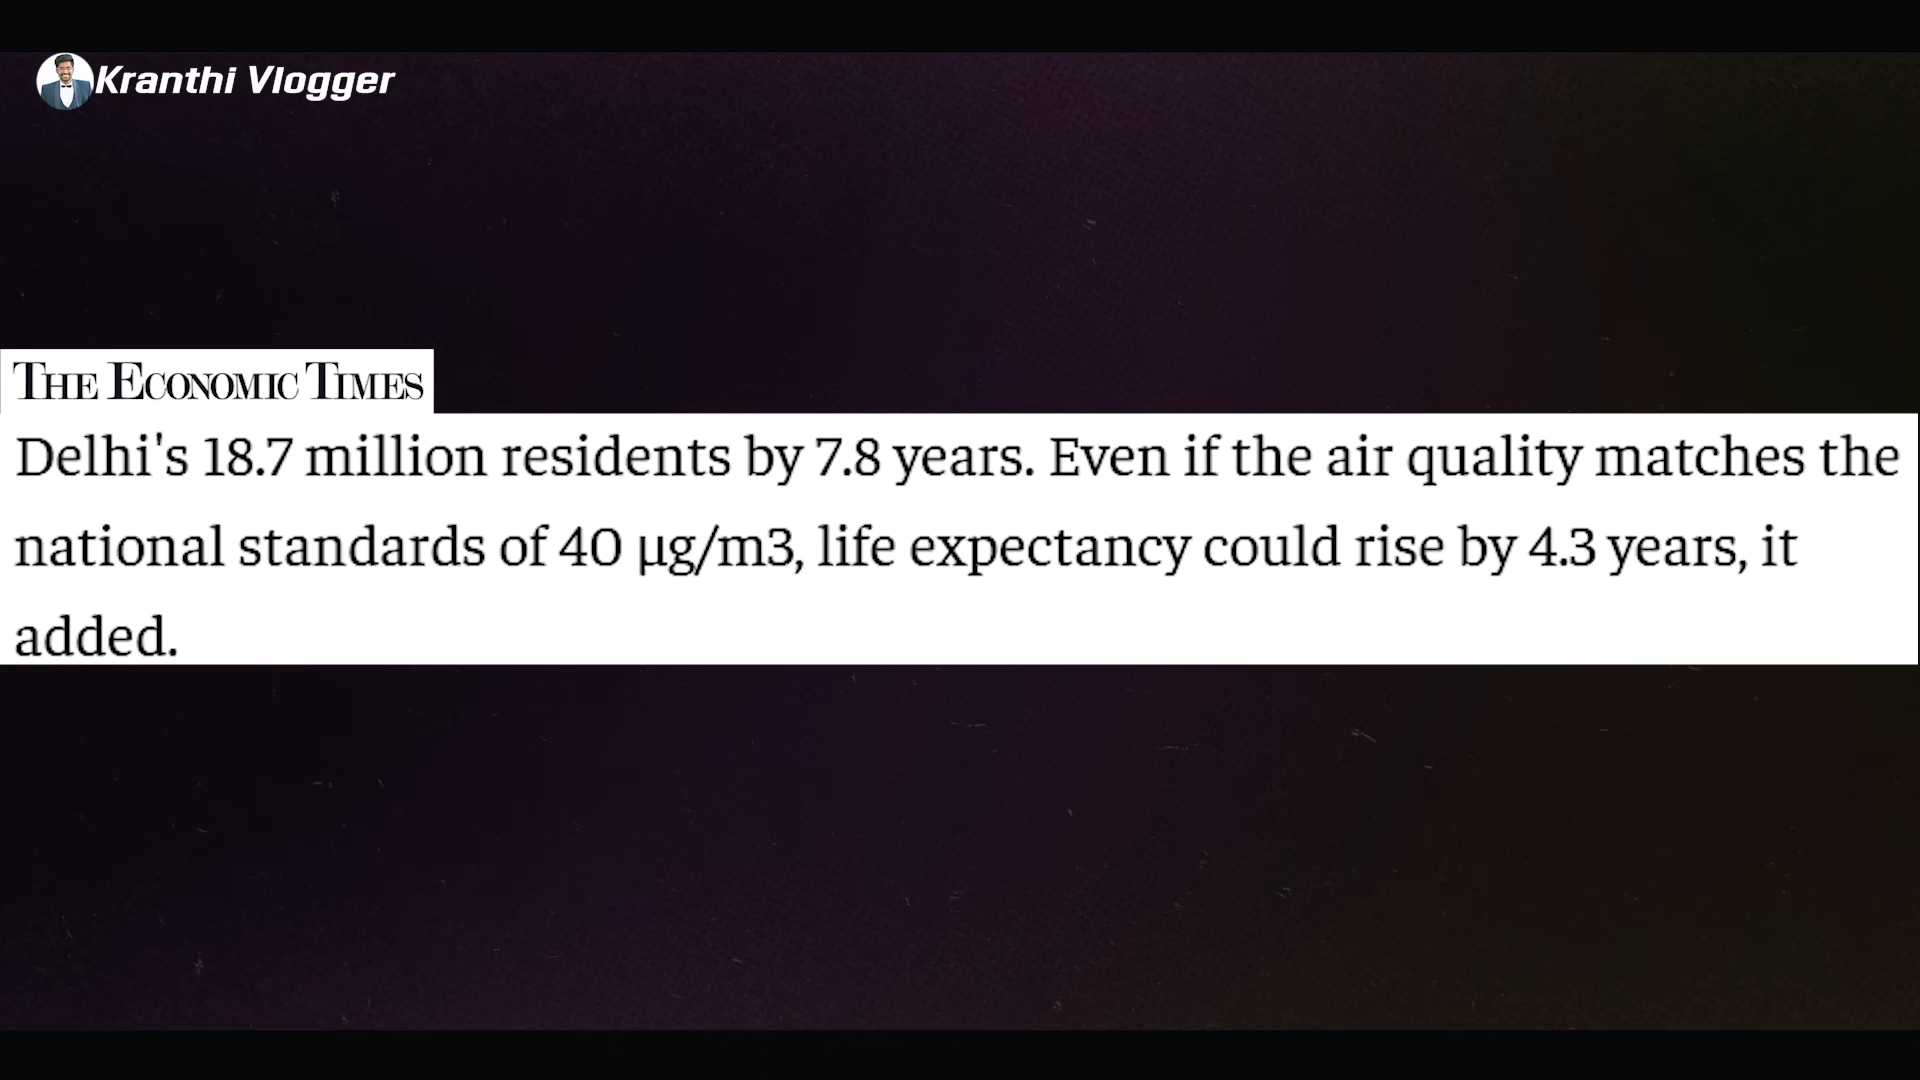 Kranthi Vlogger
THE ECONOMIC TIMES
Delhi's 18.7 million residents by 7.8 years. Even if the air quality matches the
national standards of 40 µg/m3, life expectancy could rise by 4.3 years, it
added.